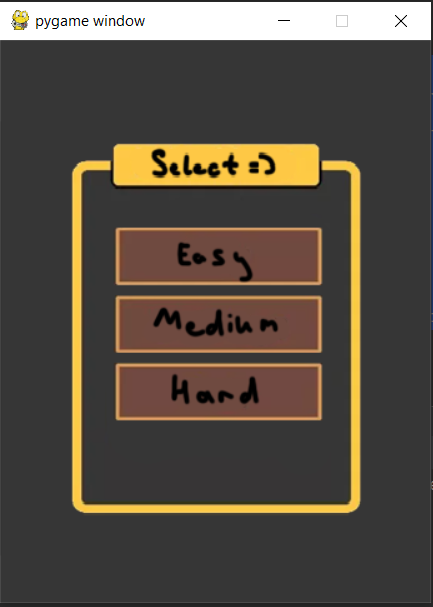 pygame window
Select =)
Easy
Medium
Hard